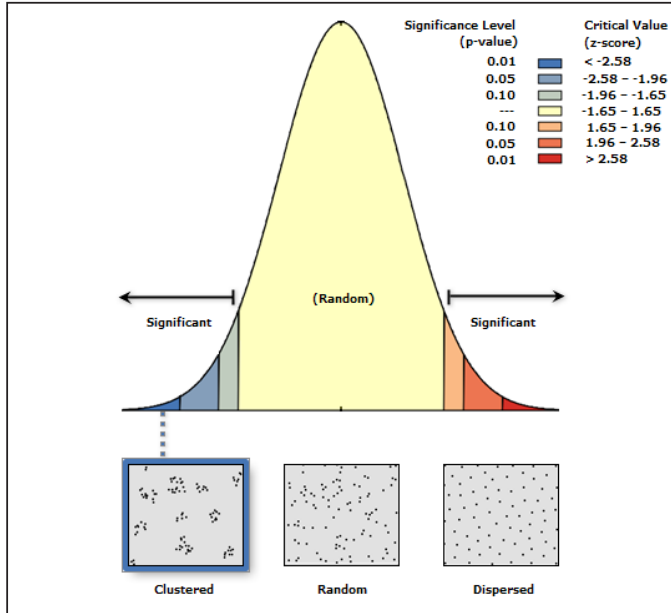 Significance Level (p-value) Critical Value (z-score)
0.01 < -2.58
0.05 -2.58 – -1.96
0.10 -1.96 – -1.65
--- -1.65 – 1.65
0.10 1.65 – 1.96
0.05 1.96 – 2.58
0.01 > 2.58
(Random)
Significant Significant
Clustered Random Dispersed